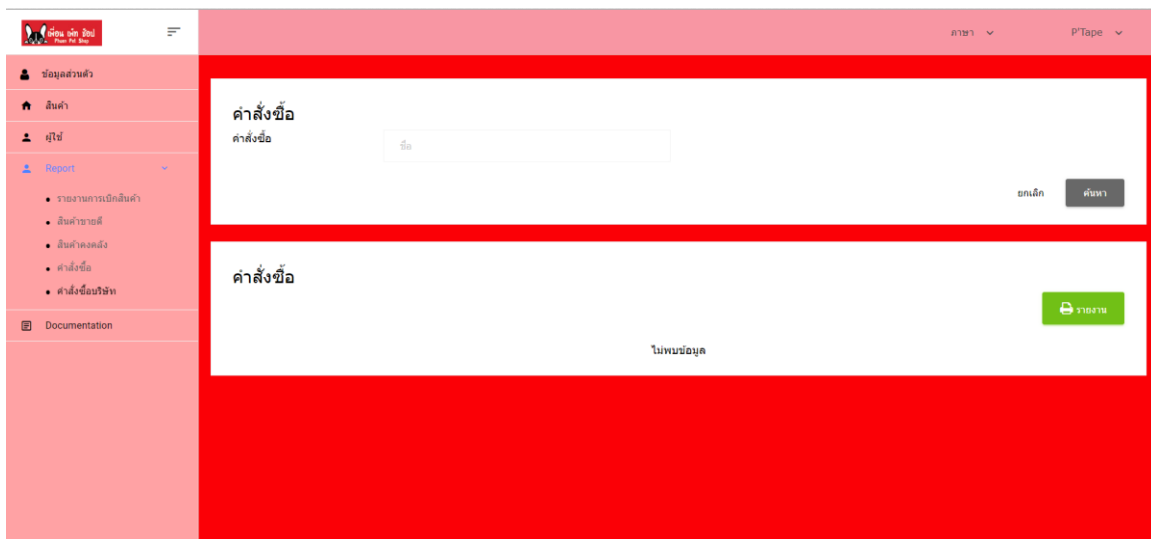 เพื่อน พัท ช้อป
Phuen Pet Shop
ภาษา
P'Tape
ข้อมูลส่วนตัว
สินค้า
ผู้ใช้
Report
รายงานการเบิกสินค้า
สินค้าขายดี
สินค้าคงคลัง
คำสั่งซื้อ
คำสั่งซื้อบริษัท
Documentation
คำสั่งซื้อ
คำสั่งซื้อ
ชื่อ
ยกเลิก
ค้นหา
คำสั่งซื้อ
รายงาน
ไม่พบข้อมูล